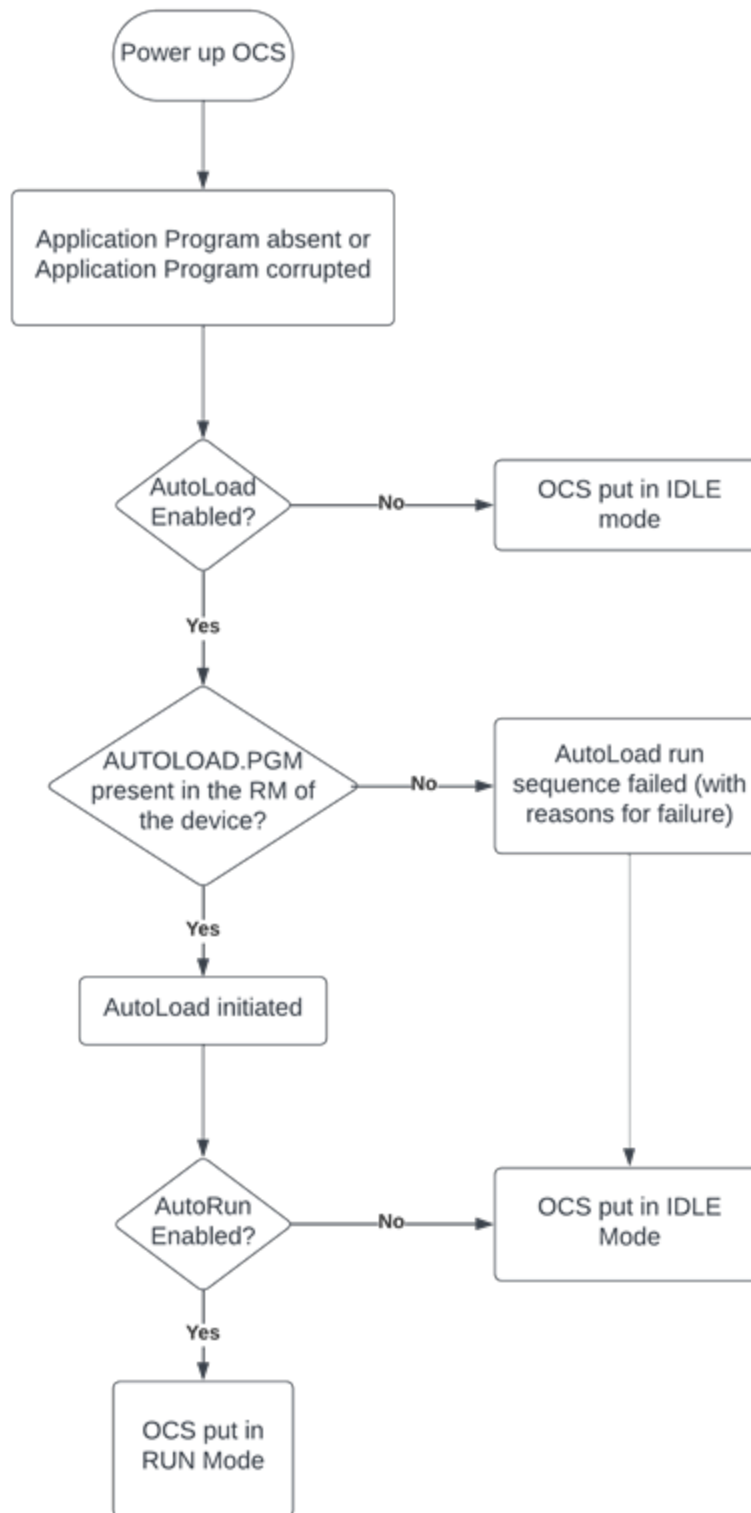 Power up OCS
Application Program absent or
Application Program corrupted
AutoLoad
Enabled?
No
OCS put in IDLE
mode
Yes
AUTOLOAD.PGM
present in the RM of
the device?
No
AutoLoad run
sequence failed (with
reasons for failure)
Yes
AutoLoad initiated
AutoRun
Enabled?
No
OCS put in IDLE
Mode
Yes
OCS put in
RUN Mode